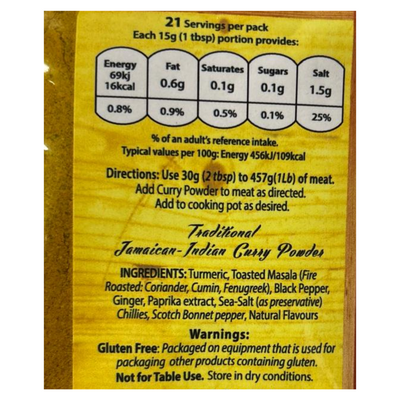 21 Servings per pack
Each 15g (1 tbsp) portion provides:
Energy Fat Saturates Sugars Salt
69kj
16kcal 0.6g 0.1g 0.1g 1.5g
0.8% 0.9% 0.5% 0.1% 25%
% of an adult's reference intake.
Typical values per 100g: Energy 456kJ/109kcal
Directions: Use 30g (2 tbsp) to 457g(1Lb) of meat.
Add Curry Powder to meat as directed.
Add to cooking pot as desired.
Traditional
Jamaican-Indian Curry Powder
INGREDIENTS: Turmeric, Toasted Masala (Fire
Roasted: Coriander, Cumin, Fenugreek), Black Pepper,
Ginger, Paprika extract, Sea-Salt (as preservative)
Chillies, Scotch Bonnet pepper, Natural Flavours
Warnings:
Gluten Free: Packaged on equipment that is used for
packaging other products containing gluten.
Not for Table Use. Store in dry conditions.